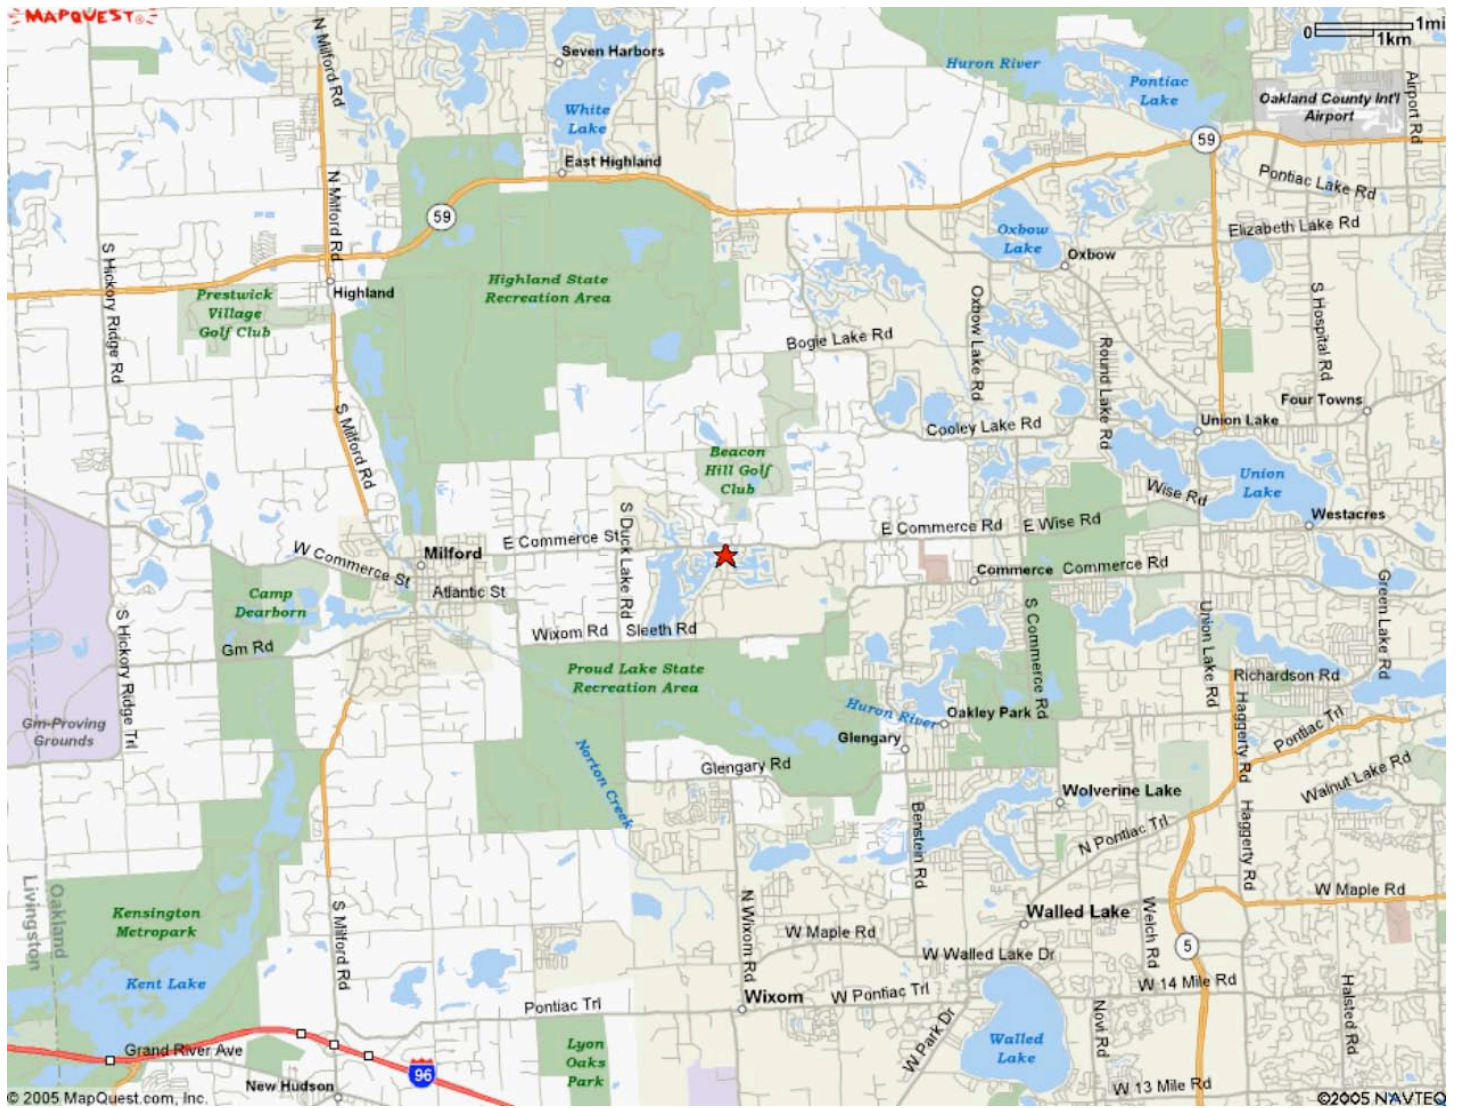 MAPQUEST
N Milford Rd
Seven Harbors
White
Lake
Huron River
Pontiac
Lake
0
1mi
1km
Oakland County Int'l
Airport
Airport Rd
59
East Highland
N Milford Rd
59
Pontiac Lake Rd
Elizabeth Lake Rd
Oxbow
Lake
Oxbow
S Hickory Ridge Rd
Highland State
Recreation Area
Highland
Prestwick
Village
Golf Club
Oxbow Lake Rd
S Hospital Rd
Bogie Lake Rd
Round Lake Rd
Four Towns
S Milford Rd
Cooley Lake Rd
Union Lake
Beacon
Hill Golf
Club
Union
Lake
Wise Rd
Westacres
S Duck Lake Rd
E Commerce St
E Commerce Rd
E Wise Rd
W Commerce St
Milford
Commerce
Commerce Rd
Green Lake Rd
Camp
Dearborn
Atlantic St
S Hickory Ridge Trl
S Commerce Rd
Union Lake Rd
Wixom Rd
Sleeth Rd
Gm Rd
Proud Lake State
Recreation Area
Richardson Rd
Huron River
Oakley Park
Haggerty Rd
Pontiac Trl
Gm-Proving
Grounds
Glengary
Norton Creek
Glengary Rd
Walnut Lake Rd
Wolverine Lake
Benstein Rd
N Pontiac Trl
Haggerty Rd
Livingston
Oakland
W Maple Rd
Kensington
Metropark
S Milford Rd
N Wixom Rd
Walled Lake
Welch Rd
W Maple Rd
5
W Walled Lake Dr
Kent Lake
W 14 Mile Rd
Halsted Rd
Wixom
W Pontiac Trl
Pontiac Trl
Novi Rd
W Park Dr
Walled
Lake
Grand River Ave
Lyon
Oaks
Park
96
New Hudson
W 13 Mile Rd
© 2005 MapQuest.com, Inc.
©2005 NAVTEQ